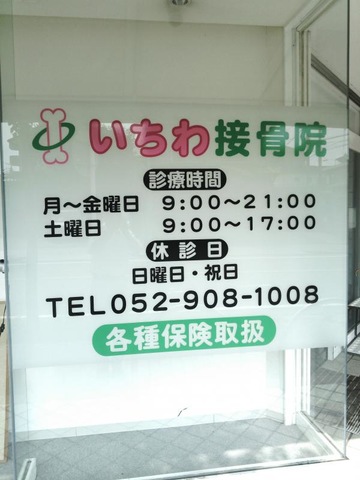 いちわ接骨院
診療時間
月～金曜日 9:00～21:00
土曜日 9:00～17:00
休診日
日曜日・祝日
TEL052-908-1008
各種保険取扱